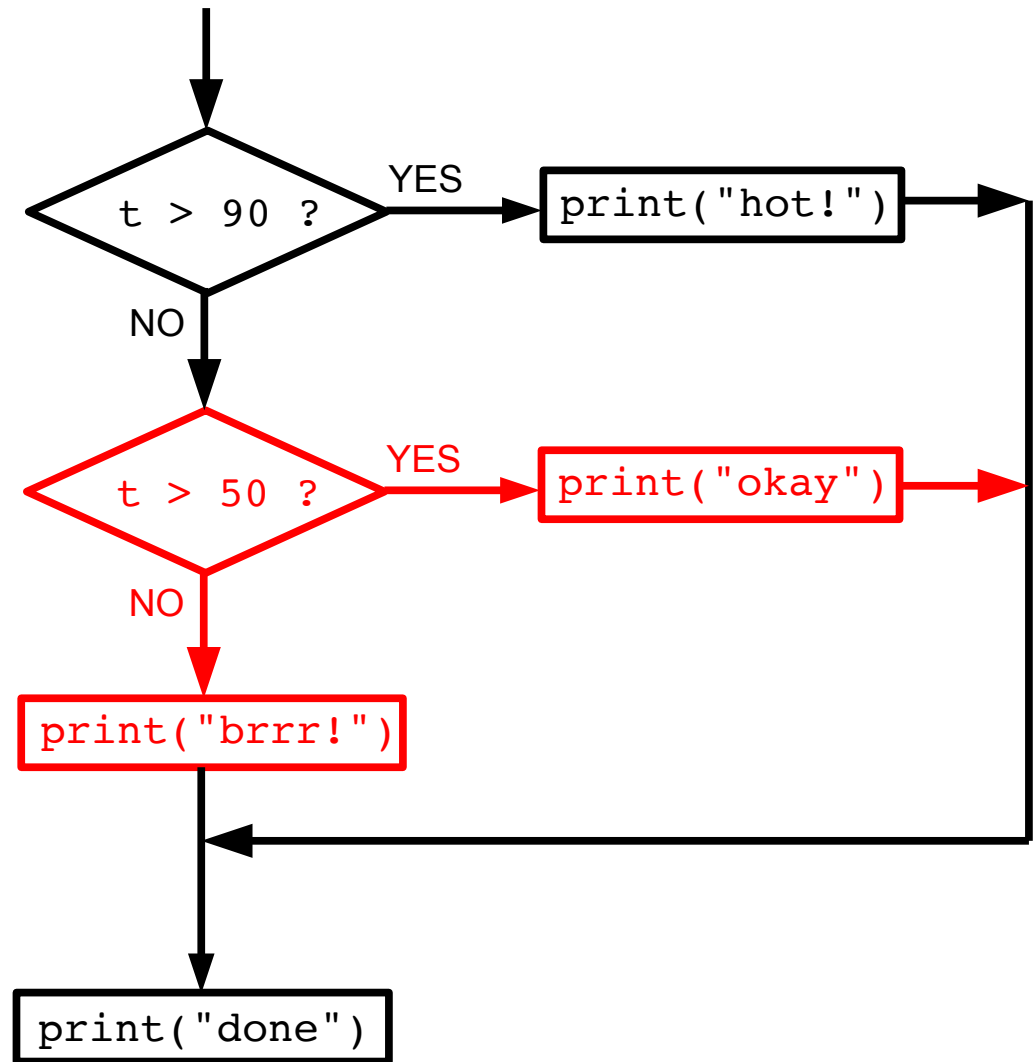 t > 90 ?
YES
print("hot!")
NO
t > 50 ?
YES
print("okay")
NO
print("brrr!")
print("done")